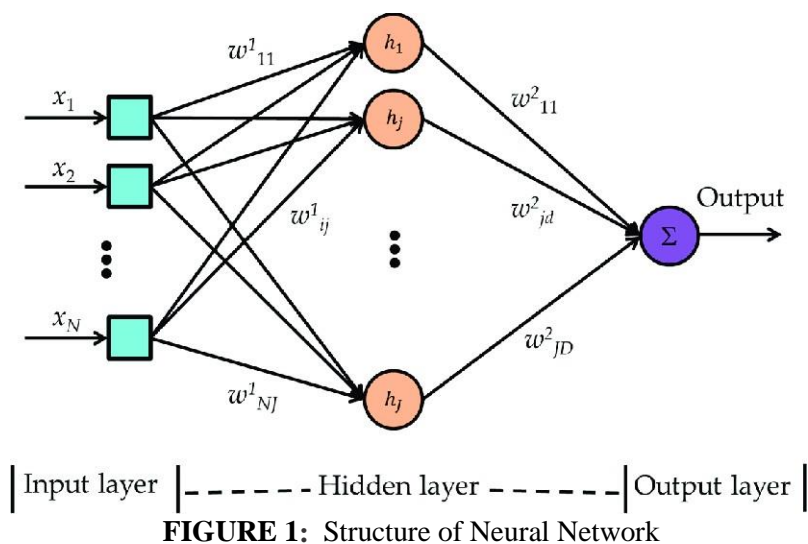 h₁
w¹₁₁
x₁
hⱼ
w²₁₁
x₂
w¹ᵢⱼ
w²ⱼd
Output
Σ
x_N
w²_JD
w¹_NJ
h_J
Input layer
Hidden layer
Output layer
FIGURE 1: Structure of Neural Network